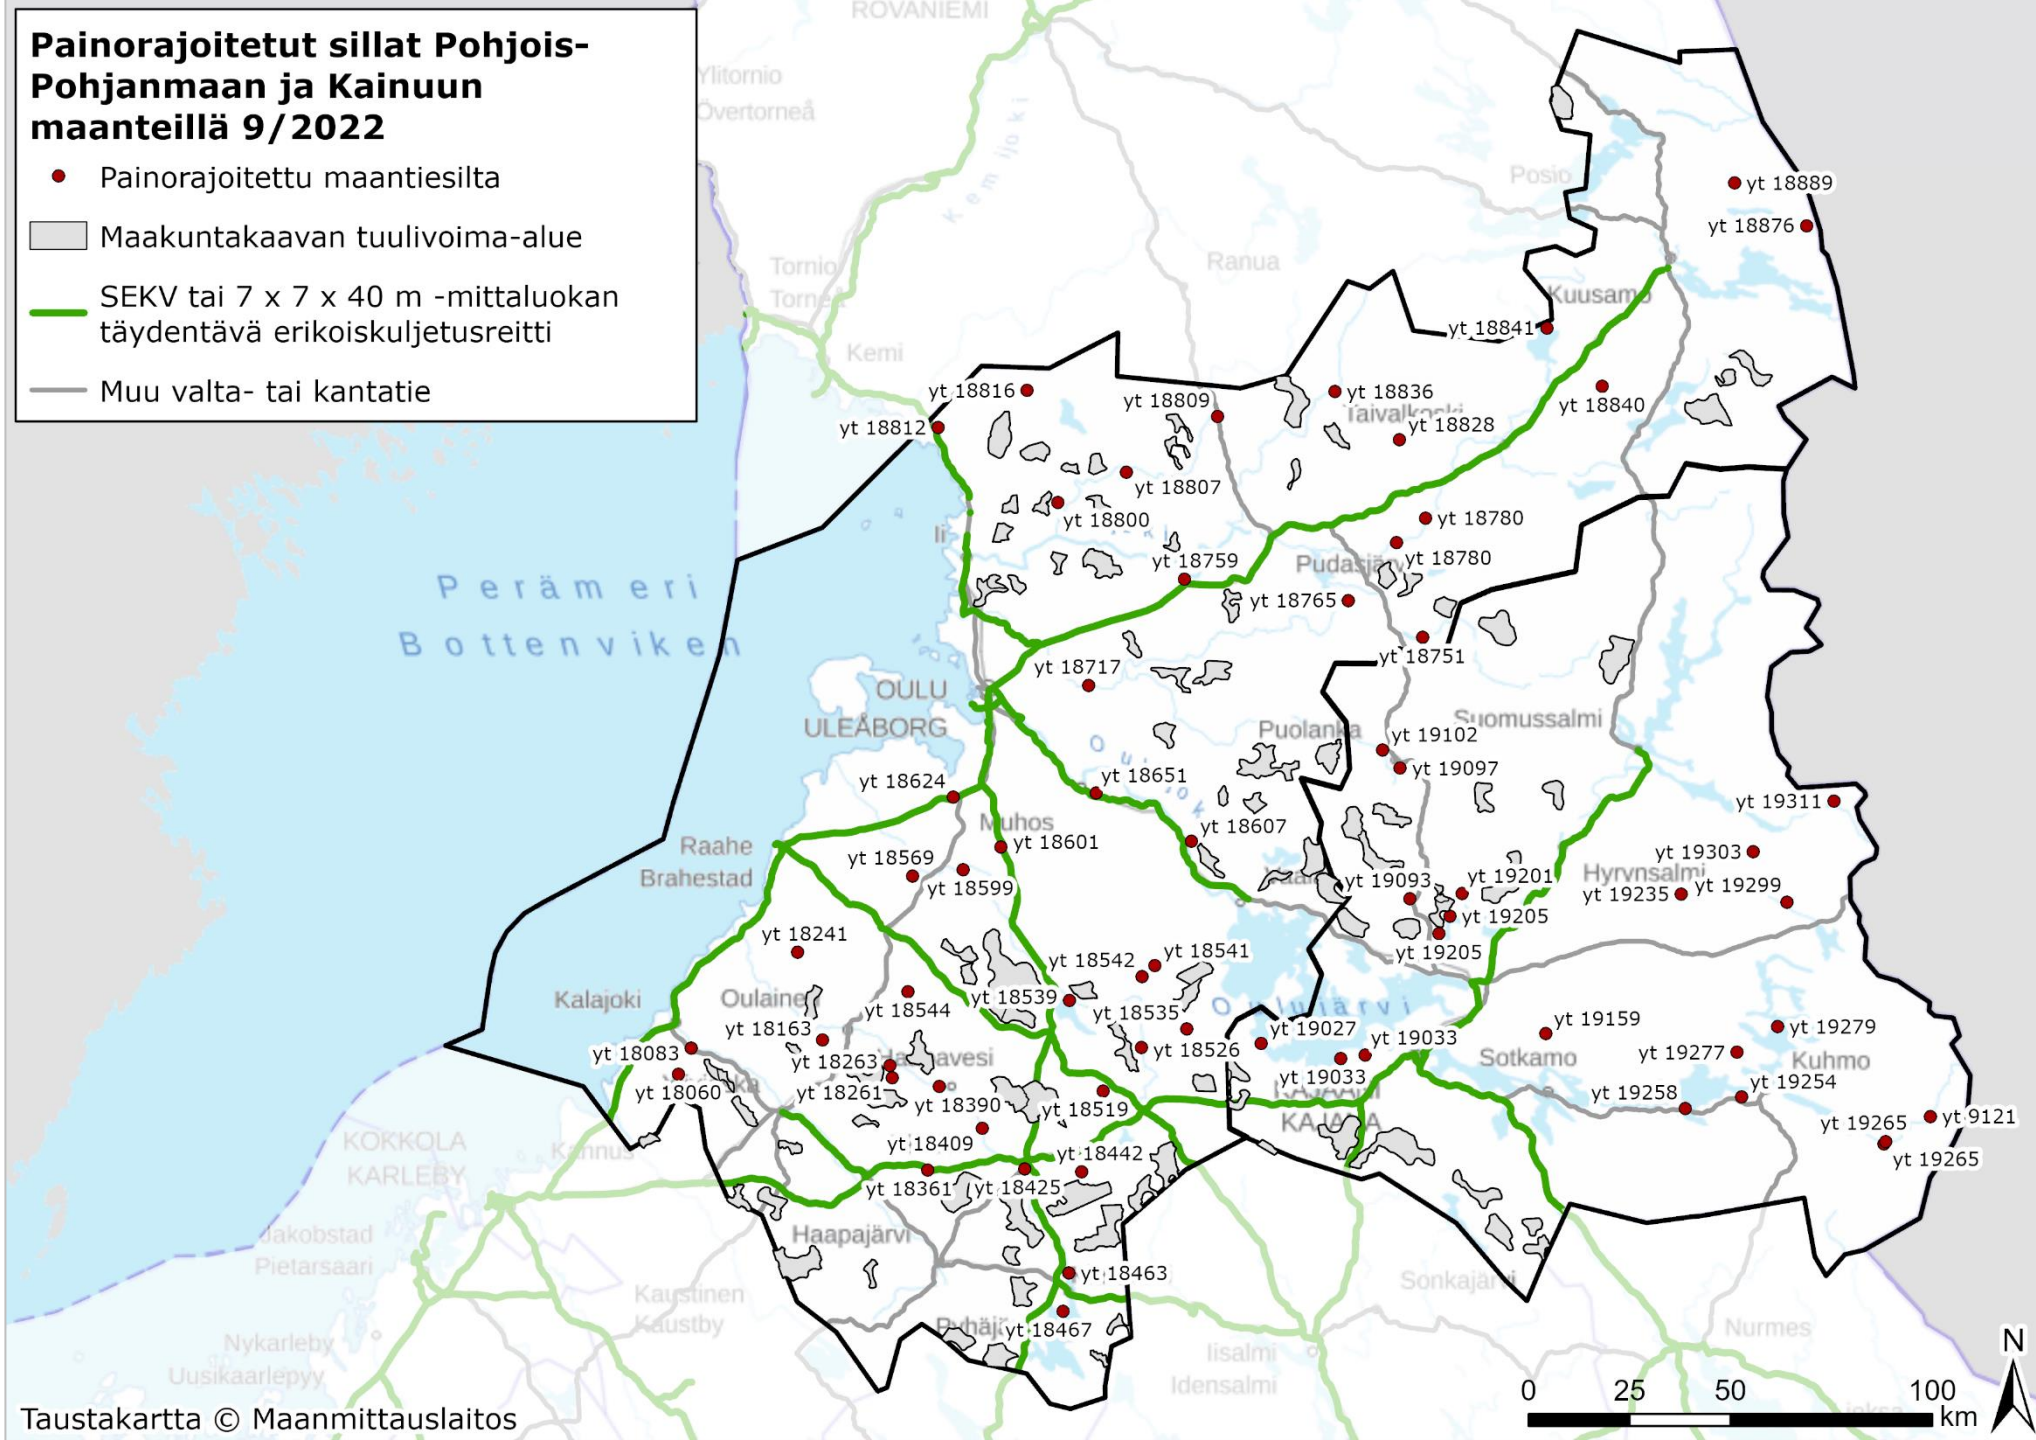 Painorajoitetut sillat Pohjois-
Pohjanmaan ja Kainuun
maanteillä 9/2022
Painorajoitettu maantiesilta
Maakuntakaavan tuulivoima-alue
SEKV tai 7 x 7 x 40 m -mittaluokan
täydentävä erikoiskuljetusreitti
Muu valta- tai kantatie
ROVANIEMI
Ylitornio
Övertorneå
Kemijoki
Posio
yt 18889
yt 18876
Ranua
Tornio
Torneå
Kuusamo
yt 18841
Kemi
yt 18816
yt 18809
yt 18836
yt 18840
Taivalkoski
yt 18828
yt 18812
yt 18807
yt 18800
yt 18780
Ii
yt 18780
yt 18759
Pudasjärvi
Perämeri
yt 18765
Bottenviken
yt 18751
yt 18717
OULU
ULEÅBORG
Suomussalmi
Puolanka
yt 19102
yt 19097
yt 18651
yt 18624
yt 19311
Muhos
yt 18607
yt 18601
Raahe
Brahestad
yt 18569
yt 18599
yt 19303
Hyrynsalmi
yt 19093
yt 19201
yt 19235
yt 19299
yt 19205
yt 19205
yt 18241
yt 18542
yt 18541
Kalajoki
Oulainen
yt 18544
yt 18539
Oulujärvi
yt 18535
yt 18163
yt 19027
yt 19033
yt 19159
yt 19279
yt 18083
yt 18263
Haapavesi
yt 18526
yt 19277
Sotkamo
Kuhmo
yt 19033
yt 18060
yt 18261
yt 18390
yt 18519
KAJAANI
KAJANA
yt 19258
yt 19254
yt 19265
yt 9121
yt 19265
KOKKOLA
KARLEBY
Kannus
yt 18409
yt 18442
yt 18361
yt 18425
Haapajärvi
Jakobstad
Pietarsaari
yt 18463
Sonkajärvi
Kaustinen
Kaustby
yt 18467
Nykarleby
Uusikaarlepyy
Iisalmi
Idensalmi
Nurmes
N
0 25 50 100
km
Taustakartta © Maanmittauslaitos